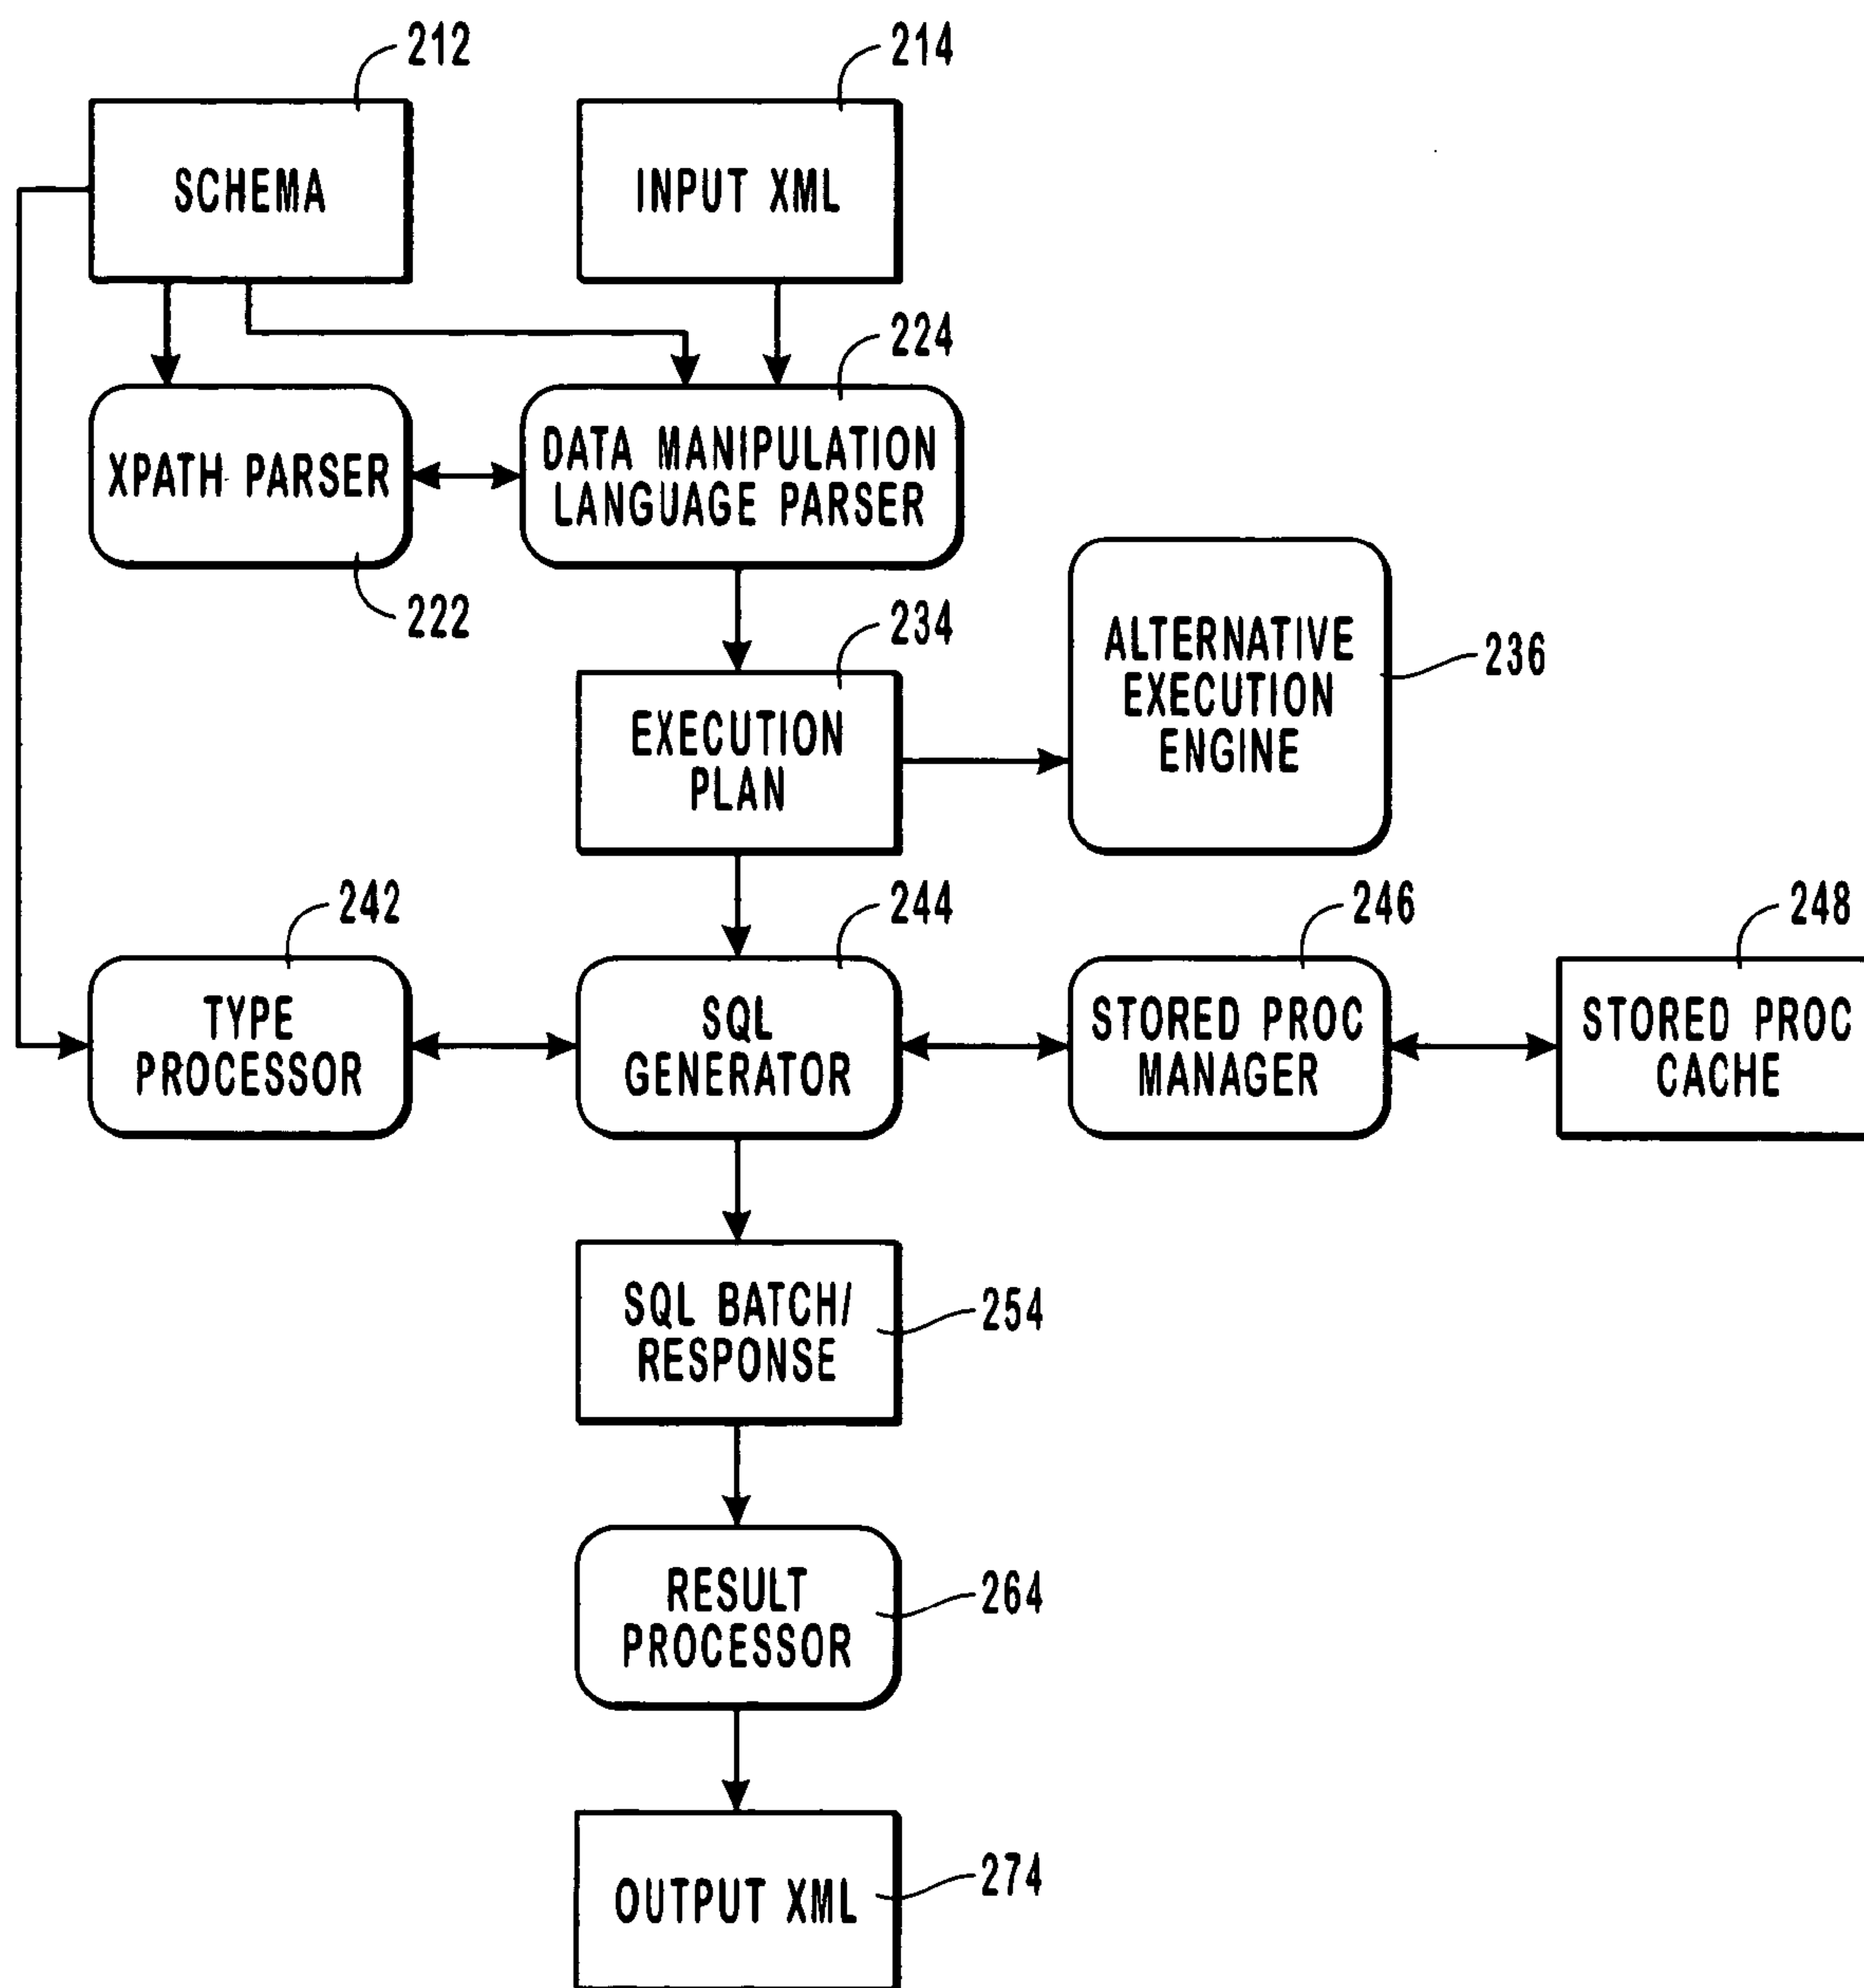 212
214
SCHEMA
INPUT XML
224
XPATH PARSER
DATA MANIPULATION
LANGUAGE PARSER
222
234
ALTERNATIVE
EXECUTION
ENGINE
236
EXECUTION
PLAN
242
244
246
248
TYPE
PROCESSOR
SQL
GENERATOR
STORED PROC
MANAGER
STORED PROC
CACHE
SQL BATCH/
RESPONSE
254
RESULT
PROCESSOR
264
OUTPUT XML
274